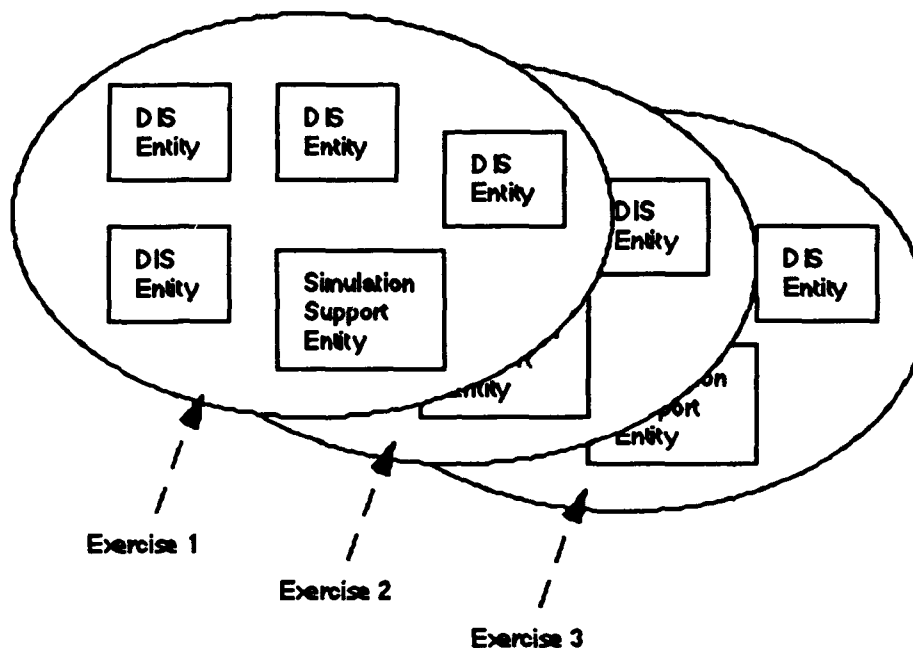 DIS
Entity
DIS
Entity
DIS
Entity
DIS
Entity
DIS
Entity
DIS
Entity
Simulation
Support
Entity
Entity
Entity
Exercise 1
Exercise 2
Exercise 3